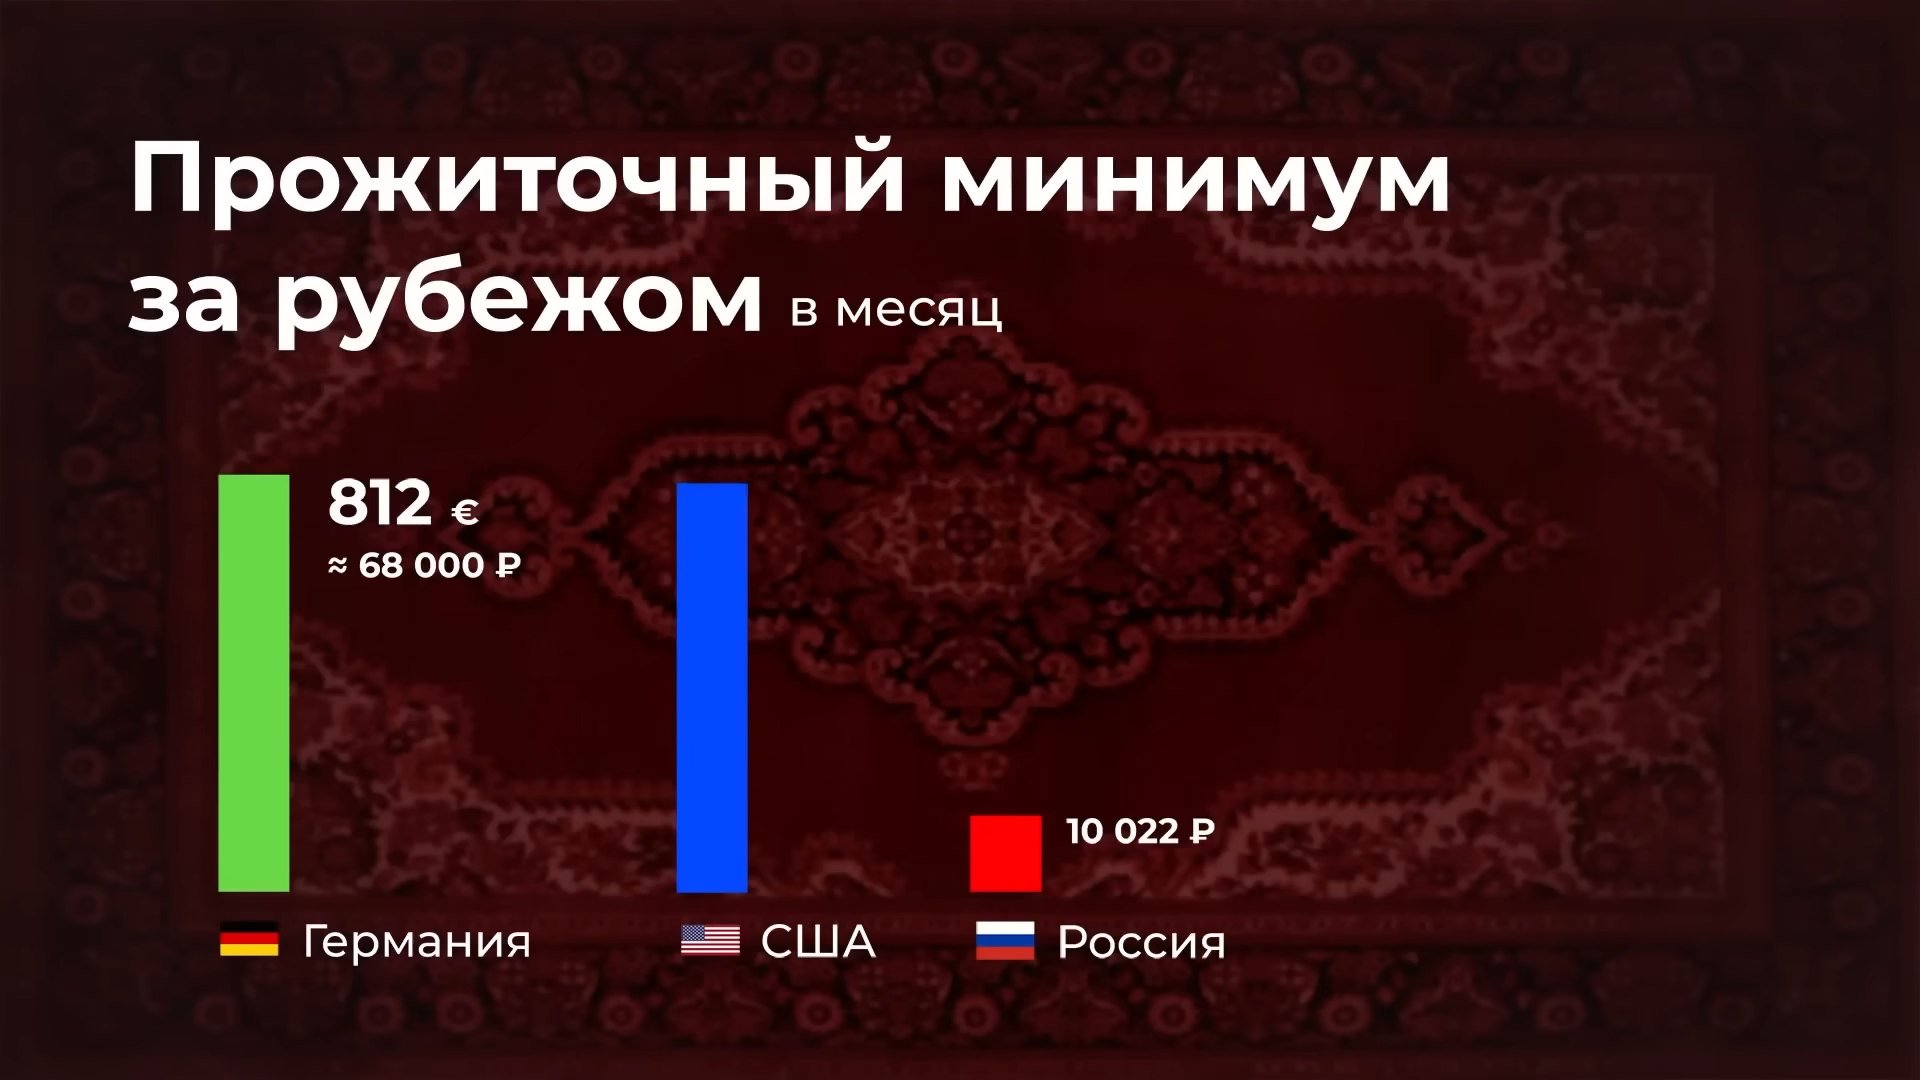 Прожиточный минимум
за рубежом в месяц
812 €
≈ 68 000 ₽
10 022 ₽
Германия
США
Россия